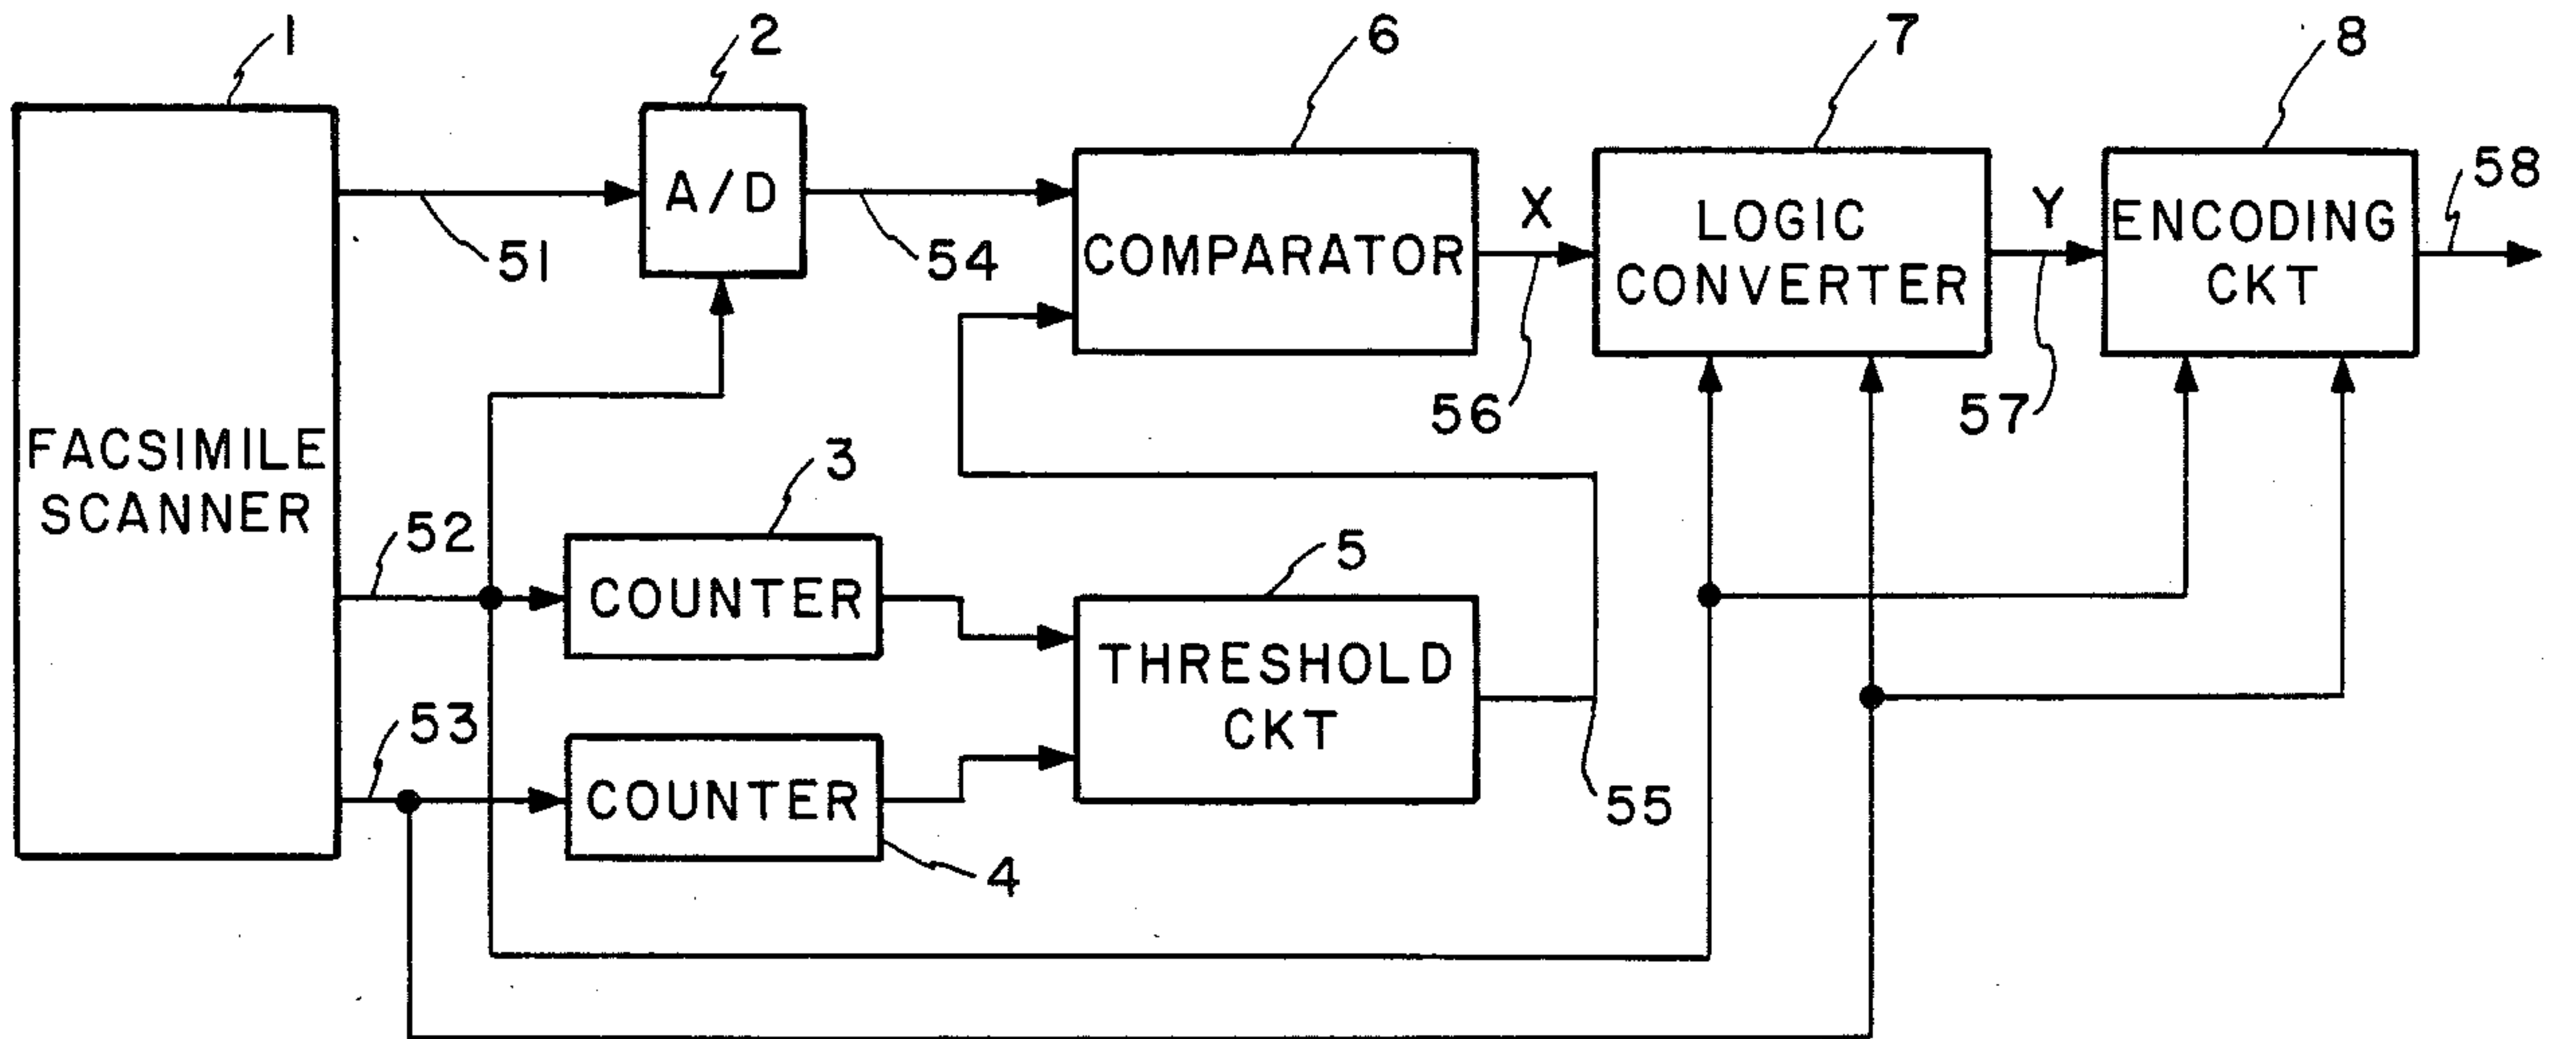 1
2
6
7
8
A/D
58
X
Y
51
54
COMPARATOR
LOGIC
CONVERTER
ENCODING
CKT
56
57
FACSIMILE
SCANNER
3
52
COUNTER
5
THRESHOLD
CKT
53
COUNTER
55
4